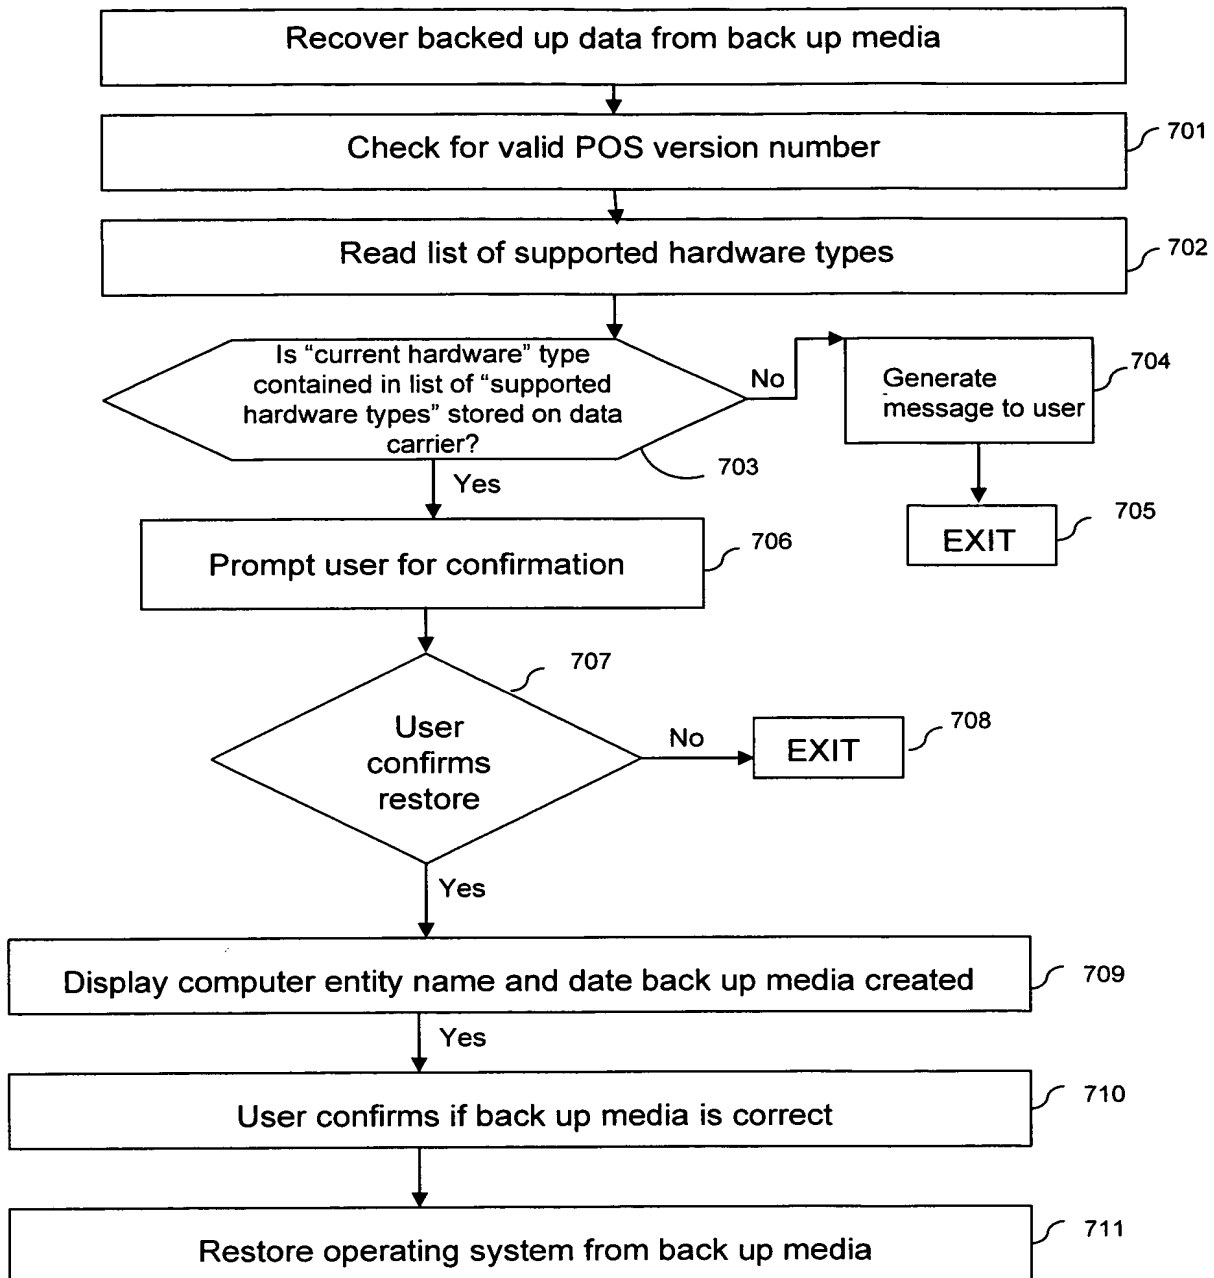 Recover backed up data from back up media
Check for valid POS version number
701
Read list of supported hardware types
702
Is “current hardware” type
contained in list of “supported
hardware types” stored on data
carrier?
703
No
Generate
message to user
704
EXIT
705
Yes
Prompt user for confirmation
706
User
confirms
restore
707
No
EXIT
708
Yes
Display computer entity name and date back up media created
709
Yes
User confirms if back up media is correct
710
Restore operating system from back up media
711